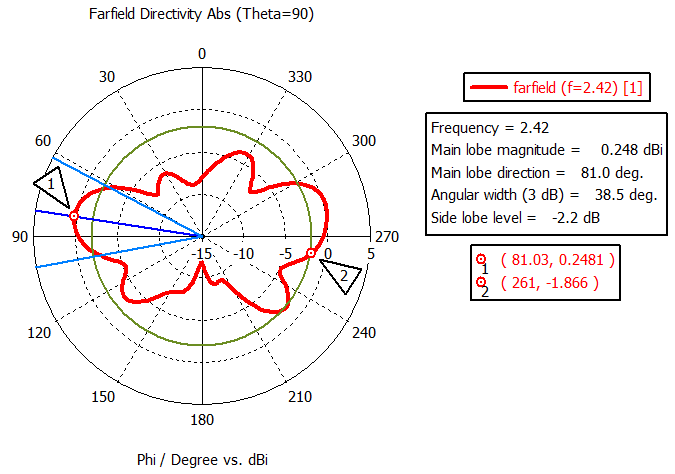 Farfield Directivity Abs (Theta=90)
0
30
330
60
300
90
-15
-10
-5
0
5
270
120
240
150
210
180
1
2
Phi / Degree vs. dBi
farfield (f=2.42) [1]
Frequency = 2.42
Main lobe magnitude = 0.248 dBi
Main lobe direction = 81.0 deg.
Angular width (3 dB) = 38.5 deg.
Side lobe level = -2.2 dB
1 ( 81.03, 0.2481 )
2 ( 261, -1.866 )